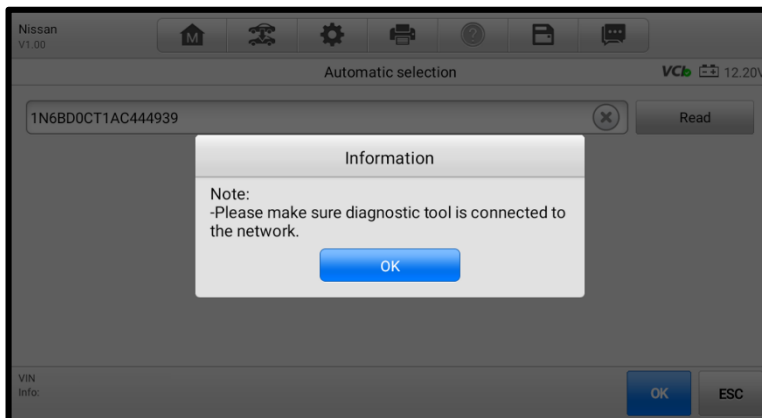 Nissan
V1.00
M
?
Automatic selection
VCI 12.20V
1N6BD0CT1AC444939
Read
Information
Note:
-Please make sure diagnostic tool is connected to
the network.
OK
VIN
Info:
OK
ESC